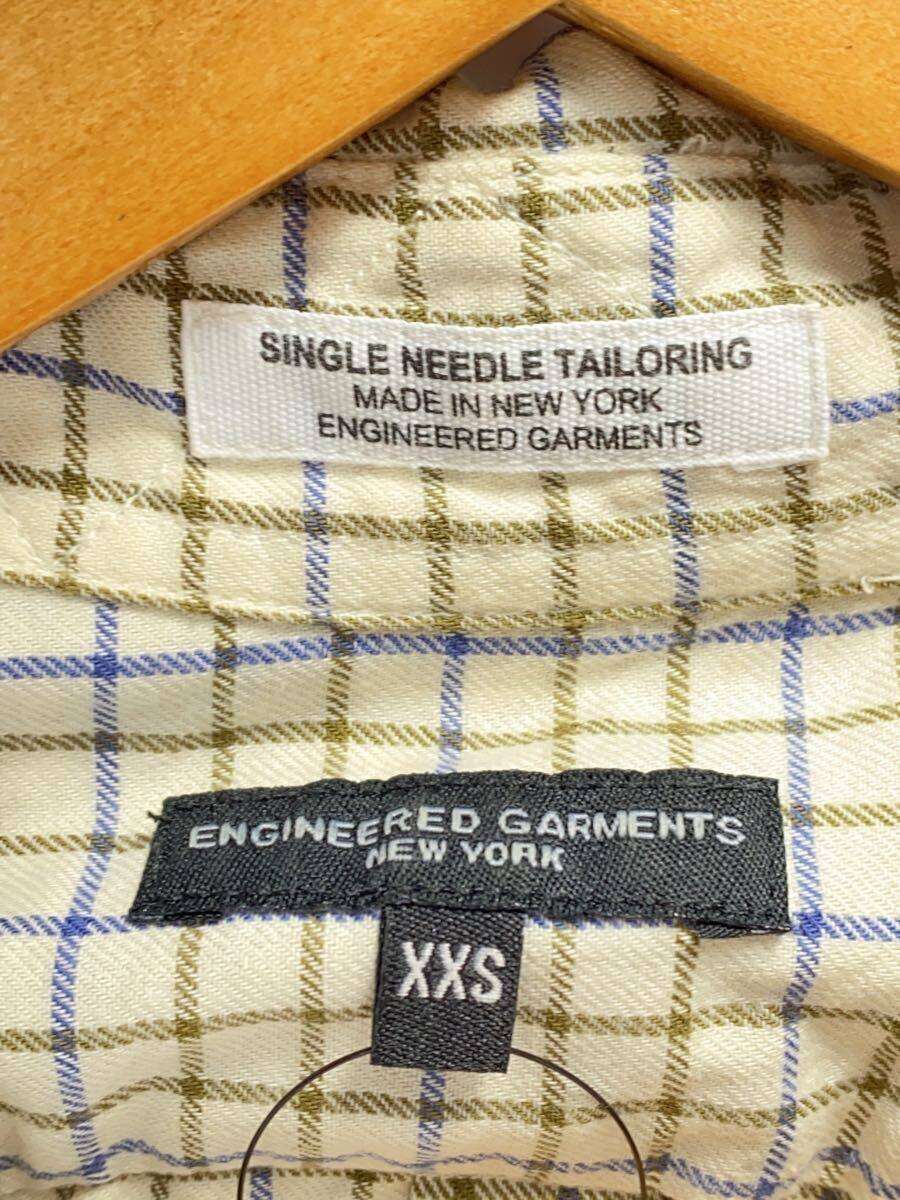 SINGLE NEEDLE TAILORING
MADE IN NEW YORK
ENGINEERED GARMENTS
ENGINEERED GARMENTS
NEW YORK
XXS